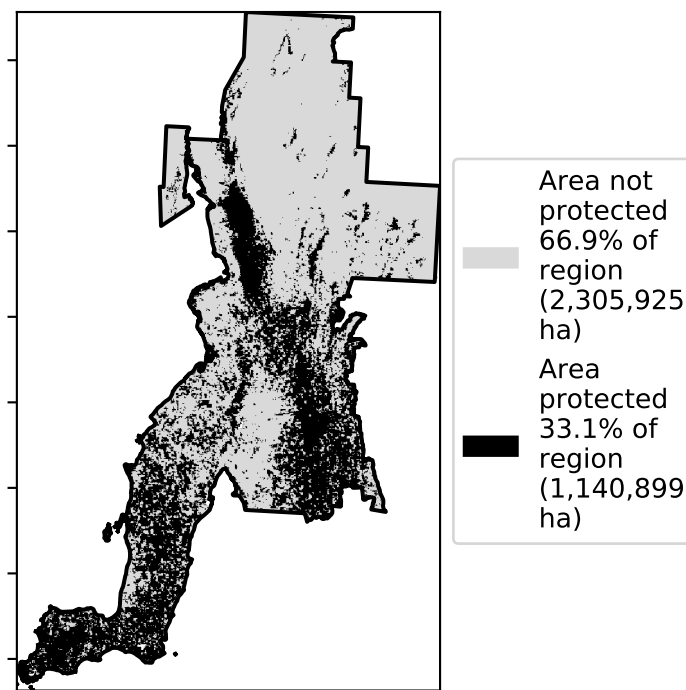 Area not
protected
66.9% of
region
(2,305,925
ha)
Area
protected
33.1% of
region
(1,140,899
ha)